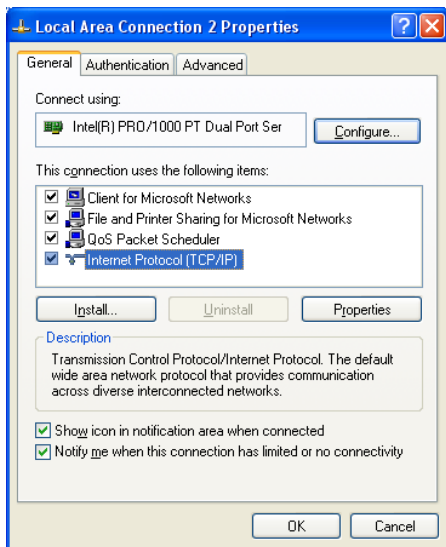 Local Area Connection 2 Properties
General Authentication Advanced
Connect using:
Intel(R) PRO/1000 PT Dual Port Ser
Configure...
This connection uses the following items:
Client for Microsoft Networks
File and Printer Sharing for Microsoft Networks
QoS Packet Scheduler
Internet Protocol (TCP/IP)
Install... Uninstall Properties
Description
Transmission Control Protocol/Internet Protocol. The default
wide area network protocol that provides communication
across diverse interconnected networks.
Show icon in notification area when connected
Notify me when this connection has limited or no connectivity
OK Cancel